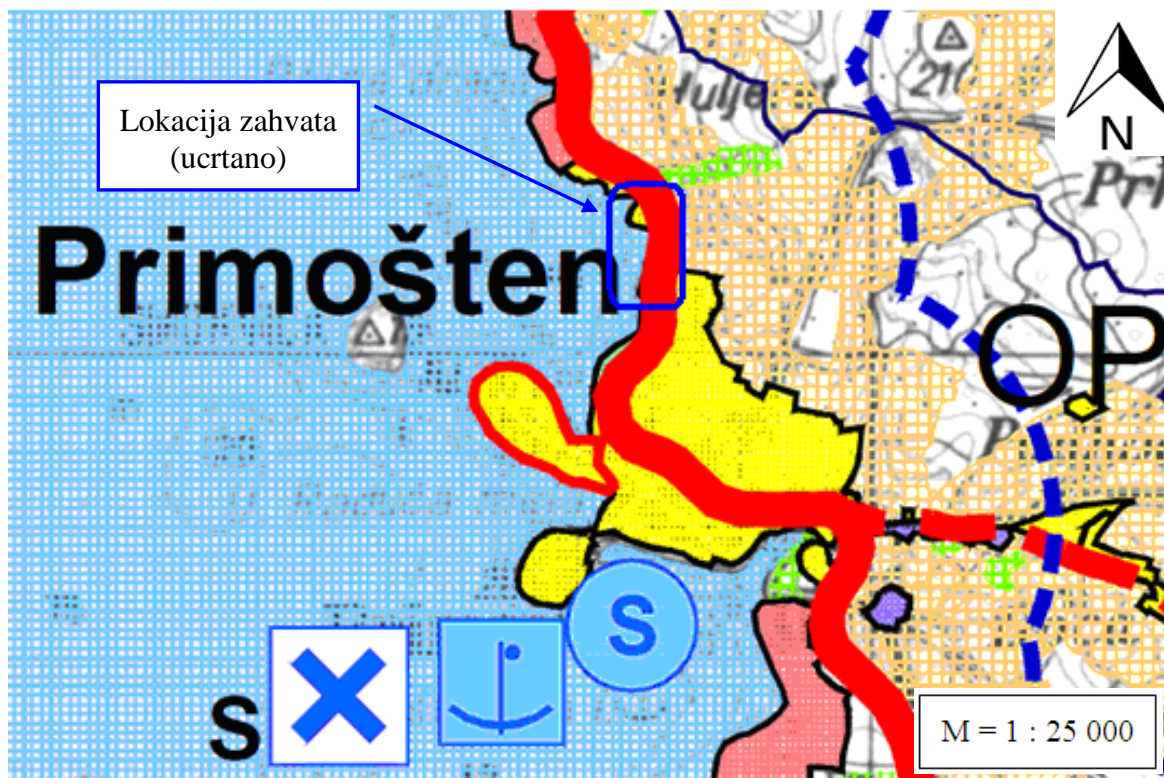 Lokacija zahvata
(ucrtano)
N
Primošten
OP
S
S
M = 1 : 25 000